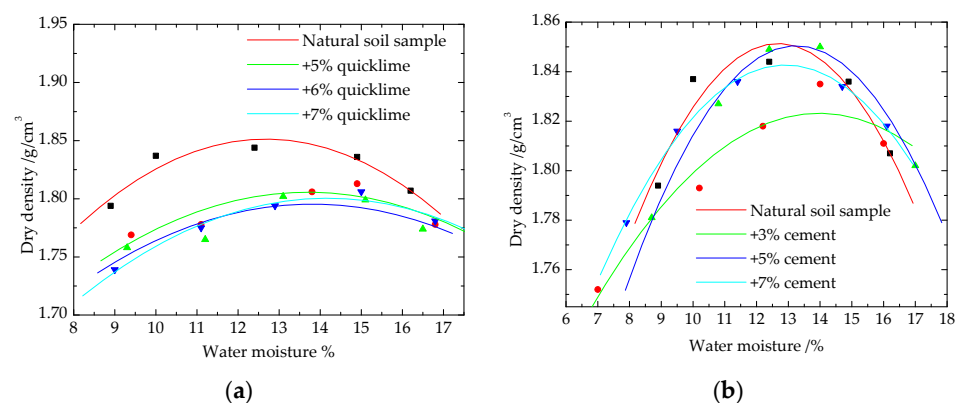 1.95
1.90
1.85
1.80
1.75
1.70
Dry density /g/cm³
Natural soil sample
+5% quicklime
+6% quicklime
+7% quicklime
8 9 10 11 12 13 14 15 16 17
Water moisture %
(a)
1.86
1.84
1.82
1.80
1.78
1.76
Dry density /g/cm³
Natural soil sample
+3% cement
+5% cement
+7% cement
6 7 8 9 10 11 12 13 14 15 16 17 18
Water moisture /%
(b)